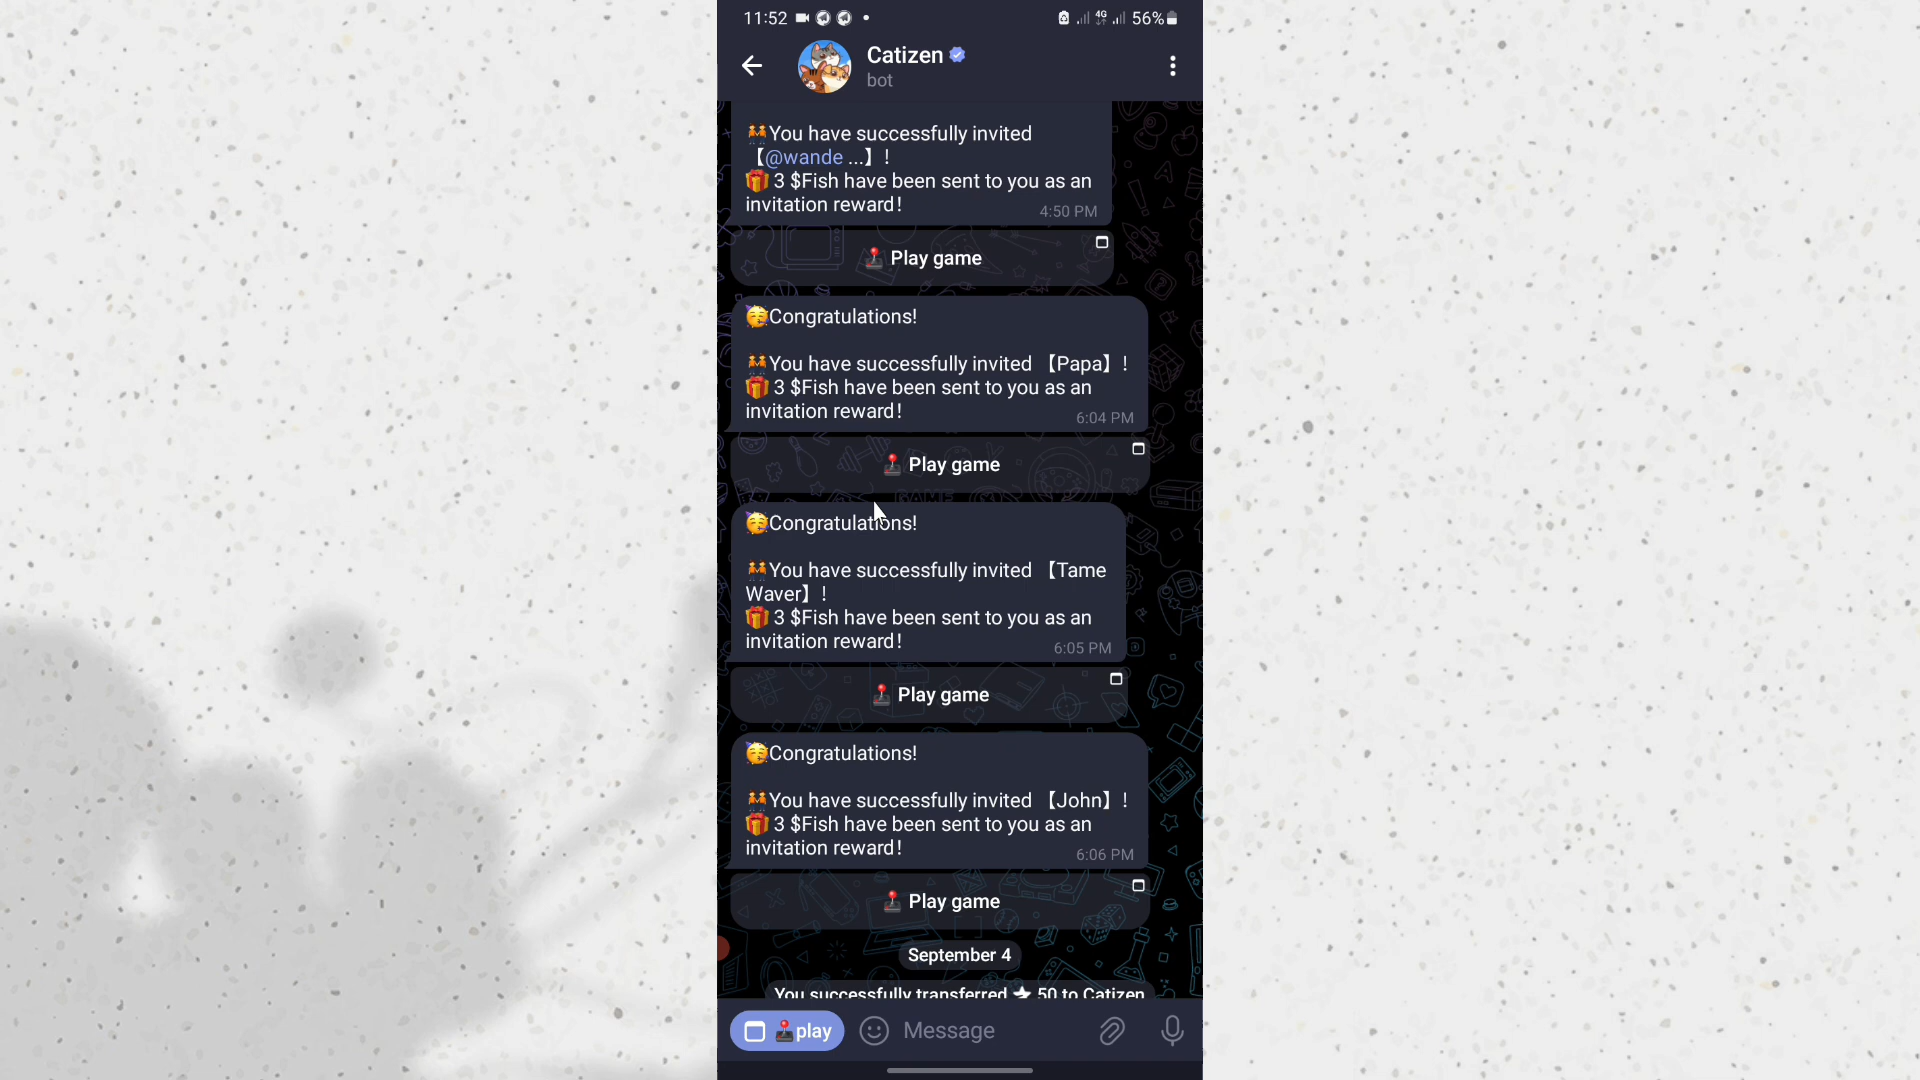 11:52
4G
56%
Catizen
bot
👫You have successfully invited
【@wande ...】!
🎁 3 $Fish have been sent to you as an
invitation reward!
4:50 PM
🕹️ Play game
🥳Congratulations!
👫You have successfully invited 【Papa】!
🎁 3 $Fish have been sent to you as an
invitation reward!
6:04 PM
🕹️ Play game
🥳Congratulations!
👫You have successfully invited 【Tame
Waver】!
🎁 3 $Fish have been sent to you as an
invitation reward!
6:05 PM
🕹️ Play game
🥳Congratulations!
👫You have successfully invited 【John】!
🎁 3 $Fish have been sent to you as an
invitation reward!
6:06 PM
🕹️ Play game
September 4
You successfully transferred ⭐ 50 to Catizen
🕹️play
Message